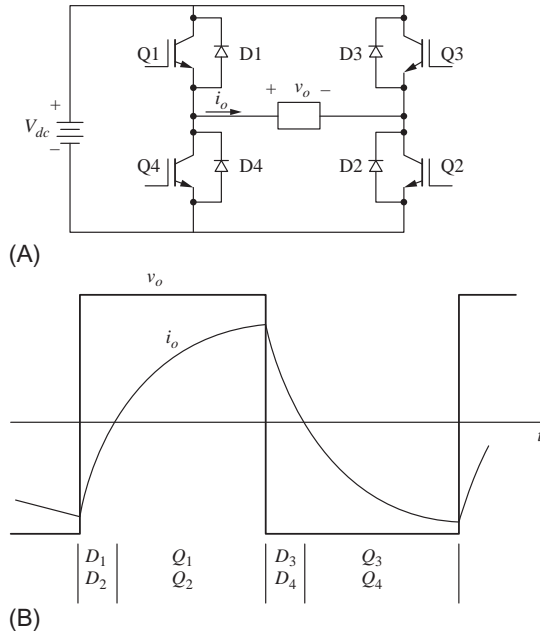 Q1 D1 D3 Q3
+ v_o −
i_o
+
V_dc
−
Q4 D4 D2 Q2
(A)
v_o
i_o
t
D_1 Q_1 D_3 Q_3
D_2 Q_2 D_4 Q_4
(B)